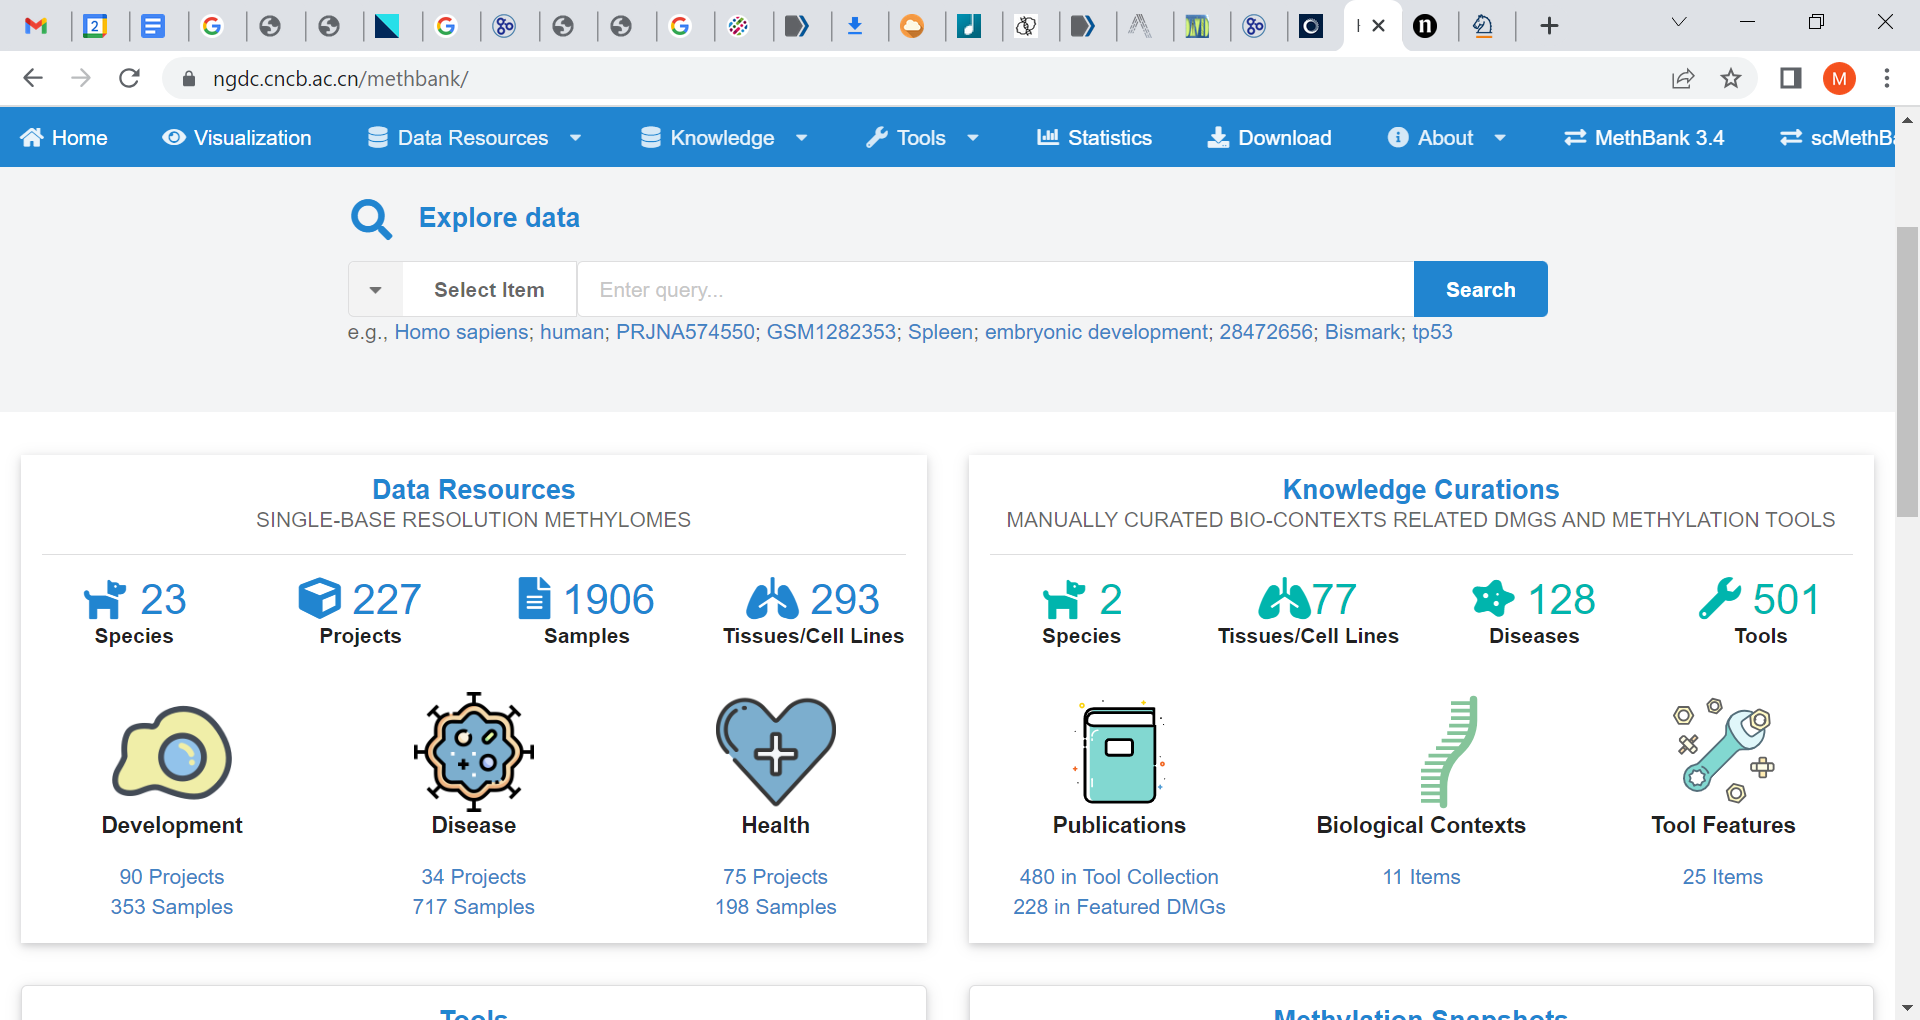 2
M
ngdc.cncb.ac.cn/methbank/
Home Visualization Data Resources Knowledge Tools Statistics Download About MethBank 3.4 scMethBa
Explore data
Select Item Enter query... Search
e.g., Homo sapiens; human; PRJNA574550; GSM1282353; Spleen; embryonic development; 28472656; Bismark; tp53
Data Resources
SINGLE-BASE RESOLUTION METHYLOMES
23 227 1906 293
Species Projects Samples Tissues/Cell Lines
Development Disease Health
90 Projects 34 Projects 75 Projects
353 Samples 717 Samples 198 Samples
Knowledge Curations
MANUALLY CURATED BIO-CONTEXTS RELATED DMGS AND METHYLATION TOOLS
2 77 128 501
Species Tissues/Cell Lines Diseases Tools
Publications Biological Contexts Tool Features
480 in Tool Collection 11 Items 25 Items
228 in Featured DMGs
Tools
Methylation Snapshots